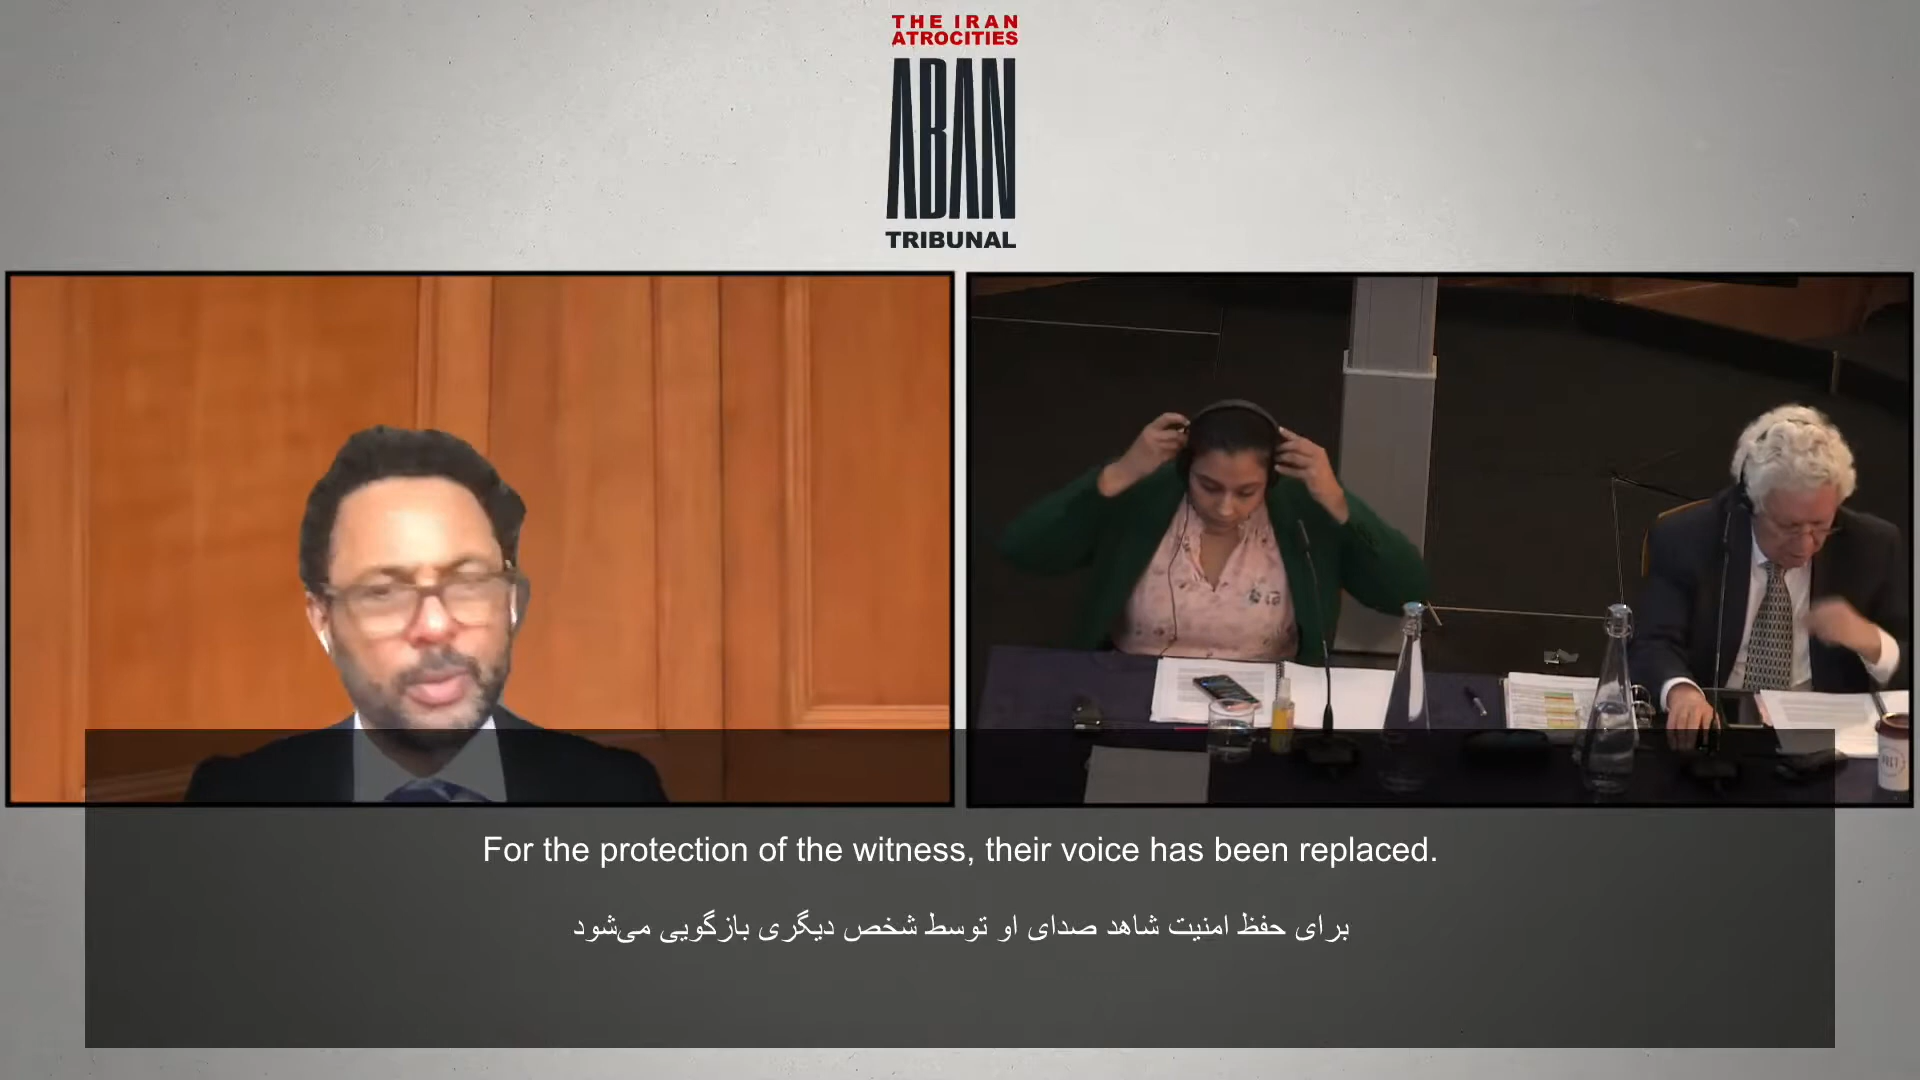 THE IRAN
ATROCITIES
ABAN
TRIBUNAL
For the protection of the witness, their voice has been replaced.
برای حفظ امنیت شاهد صدای او توسط شخص دیگری بازگویی می‌شود